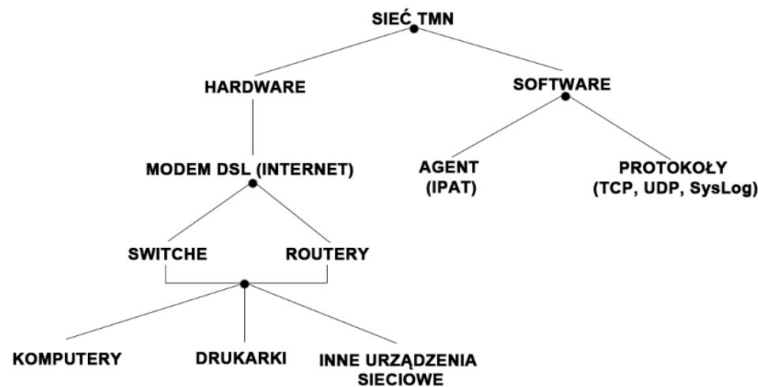 SIEĆ TMN
HARDWARE
SOFTWARE
MODEM DSL (INTERNET)
AGENT
(IPAT)
PROTOKOŁY
(TCP, UDP, SysLog)
SWITCHE
ROUTERY
KOMPUTERY
DRUKARKI
INNE URZĄDZENIA
SIECIOWE